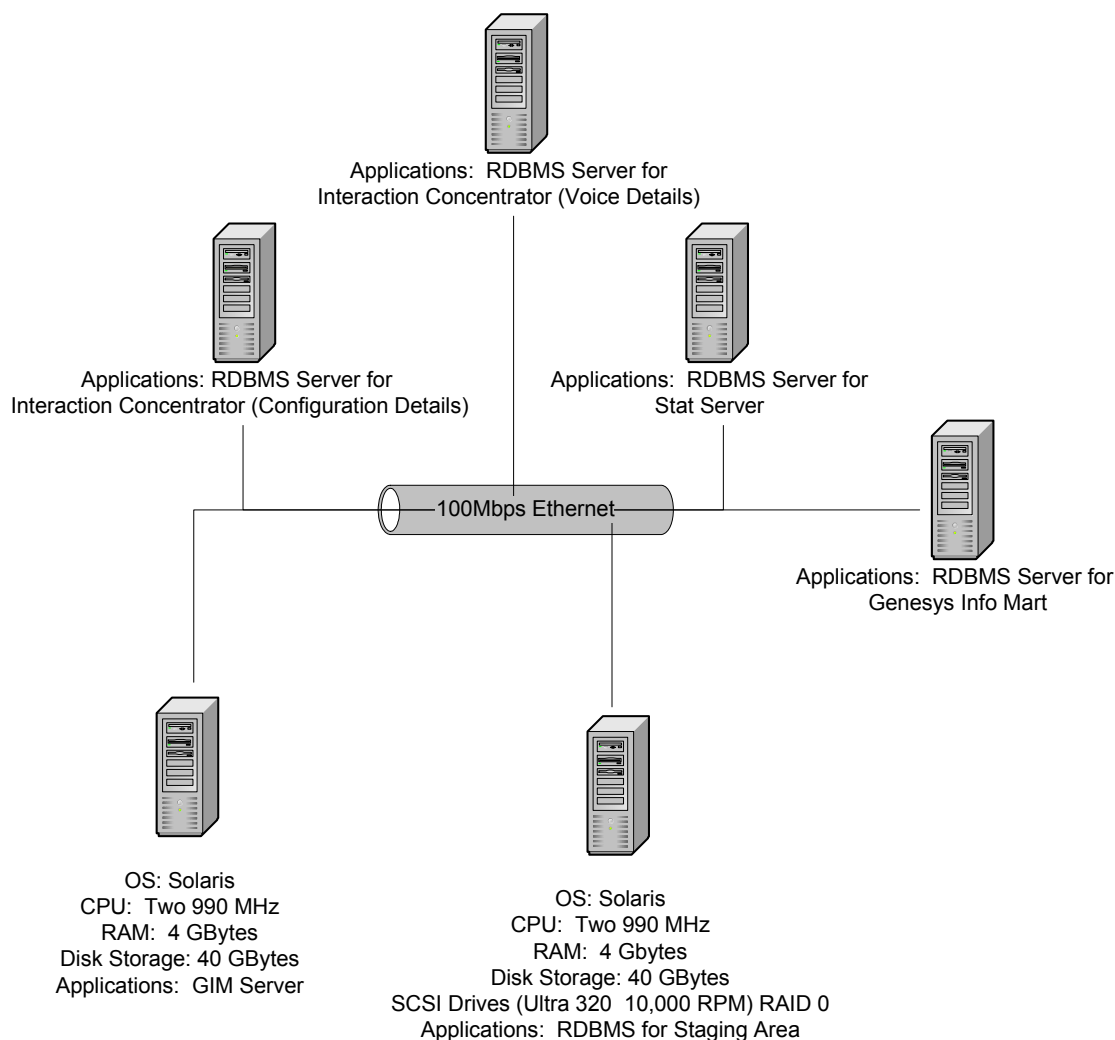 Applications: RDBMS Server for
Interaction Concentrator (Voice Details)
Applications: RDBMS Server for
Interaction Concentrator (Configuration Details)
Applications: RDBMS Server for
Stat Server
100Mbps Ethernet
Applications: RDBMS Server for
Genesys Info Mart
OS: Solaris
CPU: Two 990 MHz
RAM: 4 GBytes
Disk Storage: 40 GBytes
Applications: GIM Server
OS: Solaris
CPU: Two 990 MHz
RAM: 4 Gbytes
Disk Storage: 40 GBytes
SCSI Drives (Ultra 320 10,000 RPM) RAID 0
Applications: RDBMS for Staging Area